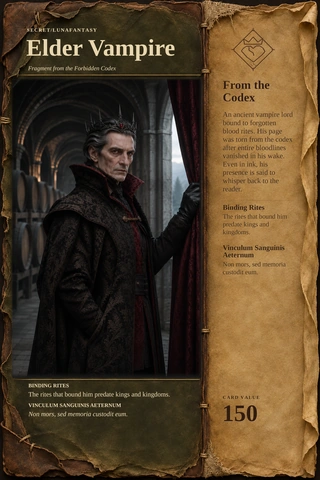 SECRET/LUNAFANTASY
Elder Vampire
Fragment from the Forbidden Codex
BINDING RITES
The rites that bound him predate kings and kingdoms.
VINCULUM SANGUINIS AETERNUM
Non mors, sed memoria custodit eum.
From the
Codex
An ancient vampire lord
bound to forgotten
blood rites. His page
was torn from the codex
after entire bloodlines
vanished in his wake.
Even in ink, his
presence is said to
whisper back to the
reader.
Binding Rites
The rites that bound him
predate kings and
kingdoms.
Vinculum Sanguinis
Aeternum
Non mors, sed memoria
custodit eum.
CARD VALUE
150